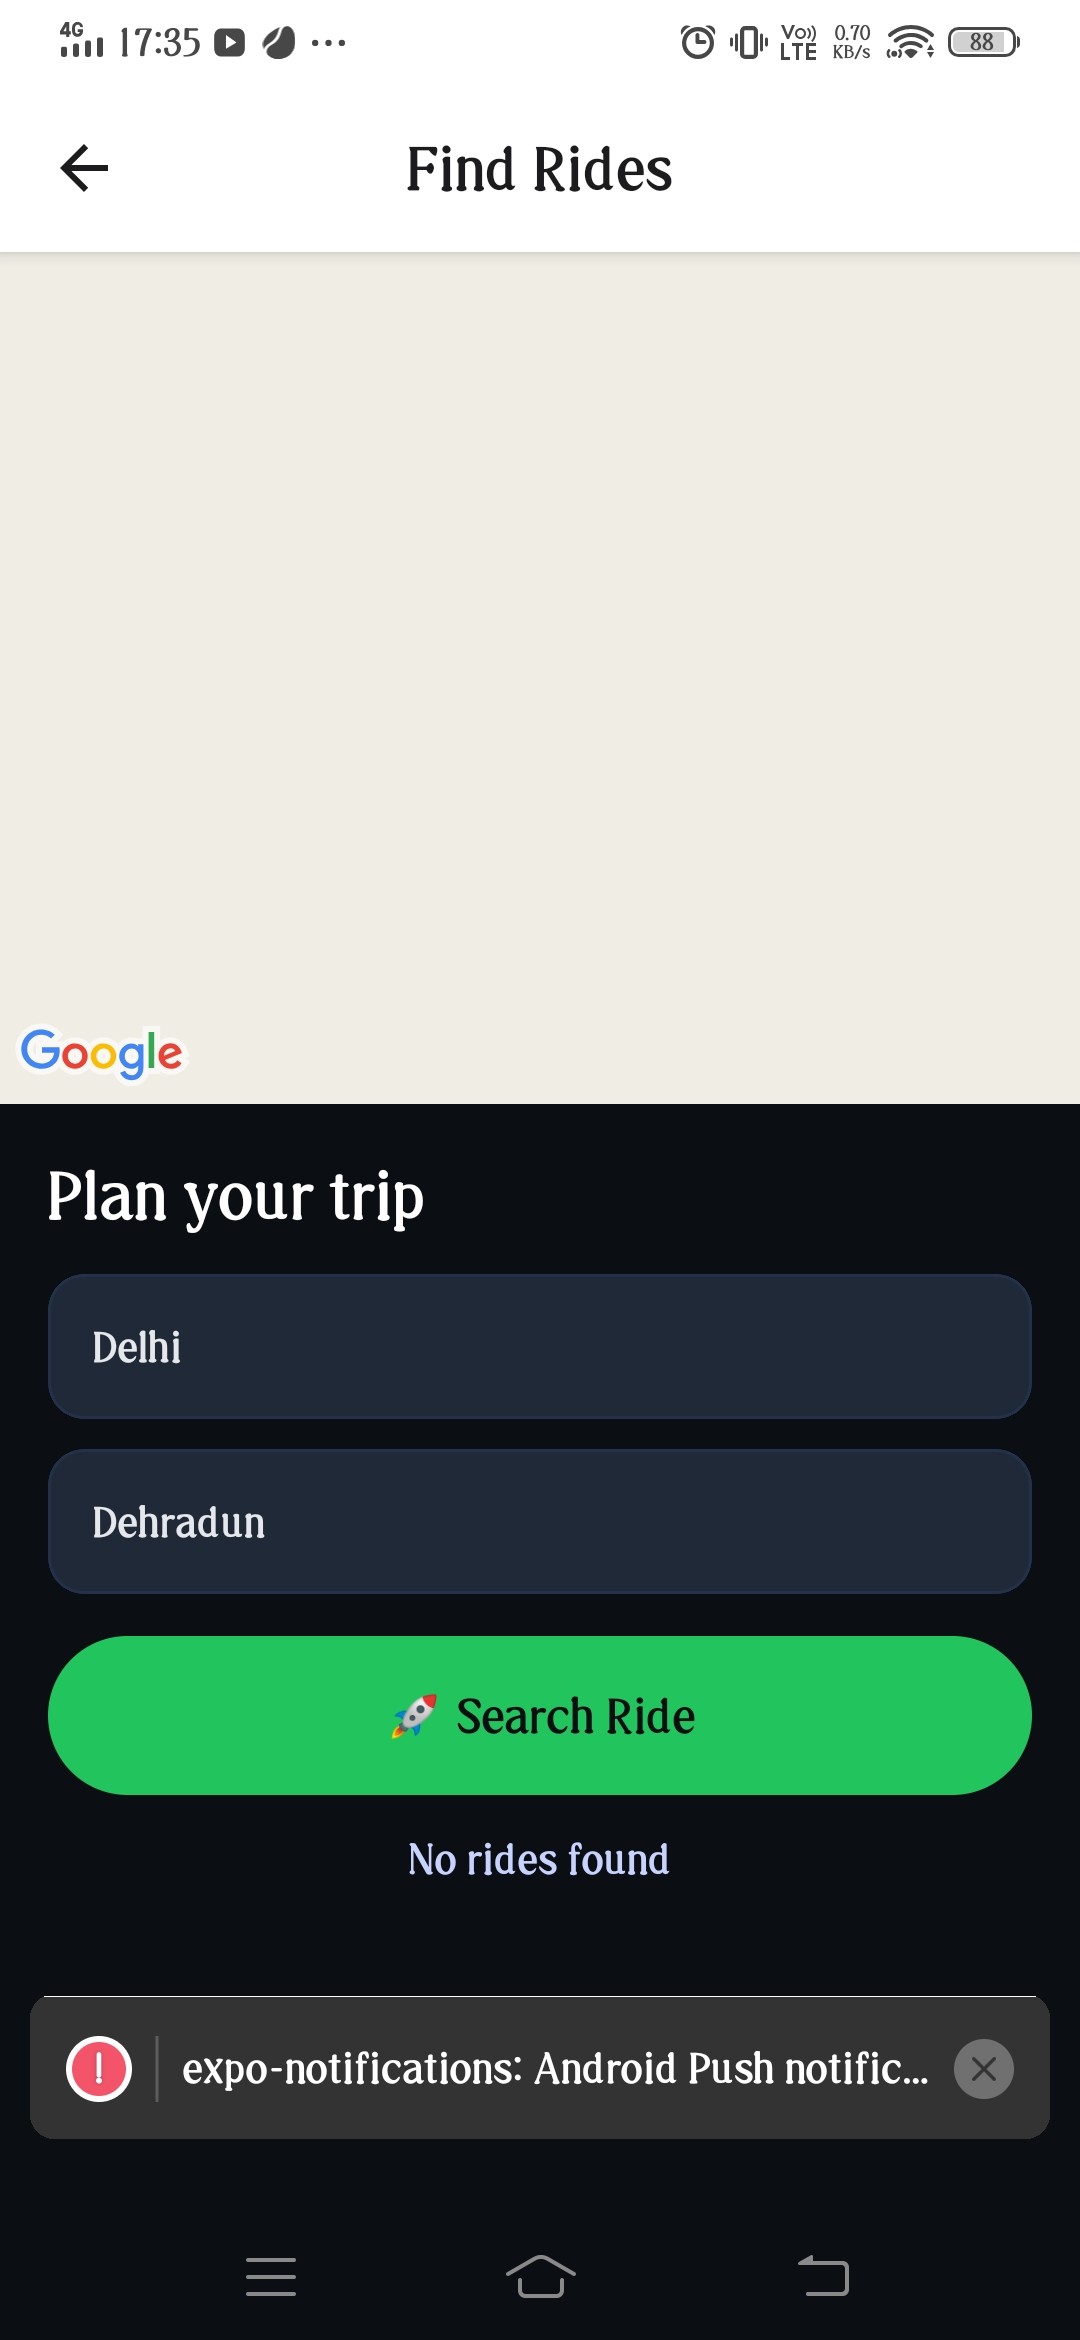 4G 17:35 Vo)) LTE 0.70 KB/s 88
Find Rides
Google
Plan your trip
Delhi
Dehradun
🚀 Search Ride
No rides found
expo-notifications: Android Push notific...